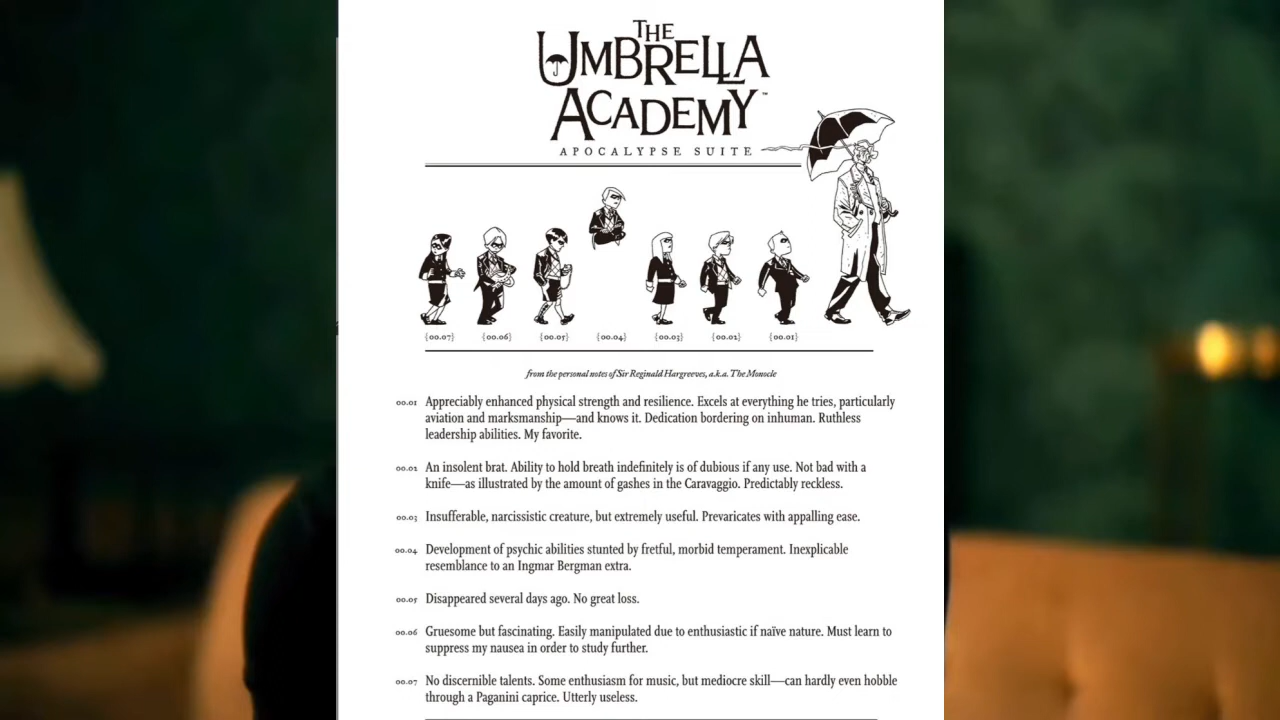 THE
UMBRELLA
ACADEMY™
APOCALYPSE SUITE
{00.07} {00.06} {00.05} {00.04} {00.03} {00.02} {00.01}
from the personal notes of Sir Reginald Hargreeves, a.k.a. The Monocle
00.01 Appreciably enhanced physical strength and resilience. Excels at everything he tries, particularly
aviation and marksmanship—and knows it. Dedication bordering on inhuman. Ruthless
leadership abilities. My favorite.
00.02 An insolent brat. Ability to hold breath indefinitely is of dubious if any use. Not bad with a
knife—as illustrated by the amount of gashes in the Caravaggio. Predictably reckless.
00.03 Insufferable, narcissistic creature, but extremely useful. Prevaricates with appalling ease.
00.04 Development of psychic abilities stunted by fretful, morbid temperament. Inexplicable
resemblance to an Ingmar Bergman extra.
00.05 Disappeared several days ago. No great loss.
00.06 Gruesome but fascinating. Easily manipulated due to enthusiastic if naïve nature. Must learn to
suppress my nausea in order to study further.
00.07 No discernible talents. Some enthusiasm for music, but mediocre skill—can hardly even hobble
through a Paganini caprice. Utterly useless.